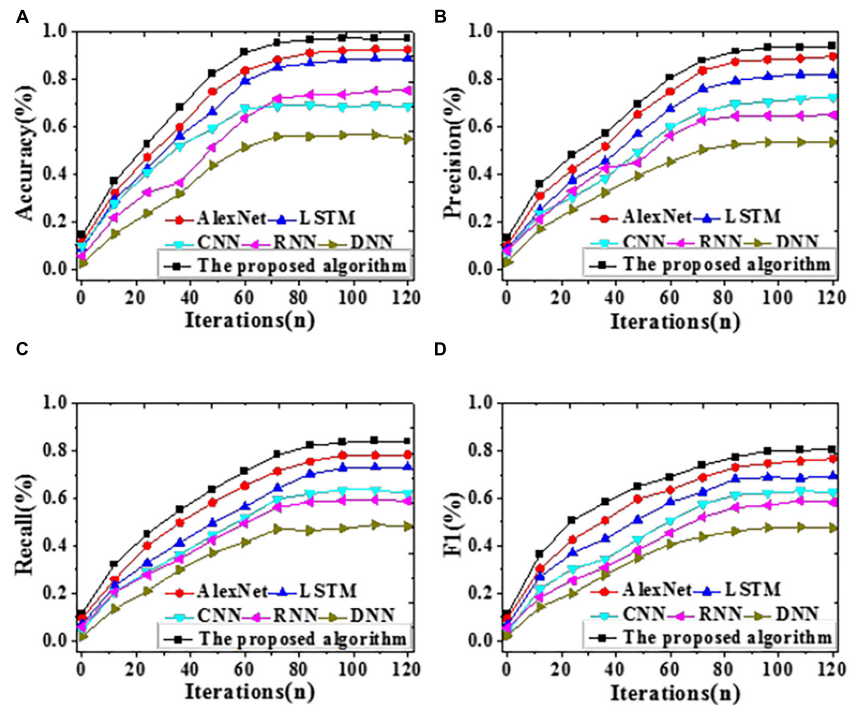 A
Accuracy(%)
1.0
0.8
0.6
0.4
0.2
0.0
AlexNet LSTM
CNN RNN DNN
The proposed algorithm
0 20 40 60 80 100 120
Iterations(n)
B
Precision(%)
1.0
0.8
0.6
0.4
0.2
0.0
AlexNet LSTM
CNN RNN DNN
The proposed algorithm
0 20 40 60 80 100 120
Iterations(n)
C
Recall(%)
1.0
0.8
0.6
0.4
0.2
0.0
AlexNet LSTM
CNN RNN DNN
The proposed algorithm
0 20 40 60 80 100 120
Iterations(n)
D
F1(%)
1.0
0.8
0.6
0.4
0.2
0.0
AlexNet LSTM
CNN RNN DNN
The proposed algorithm
0 20 40 60 80 100 120
Iterations(n)